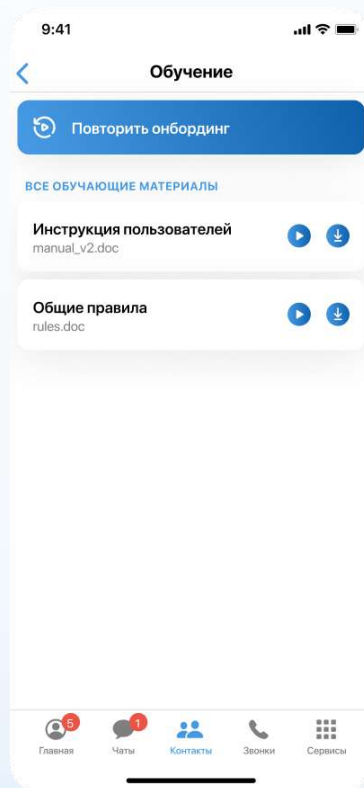 9:41
Обучение
Повторить онбординг
ВСЕ ОБУЧАЮЩИЕ МАТЕРИАЛЫ
Инструкция пользователей
manual_v2.doc
Общие правила
rules.doc
5
1
Главная Чаты Контакты Звонки Сервисы